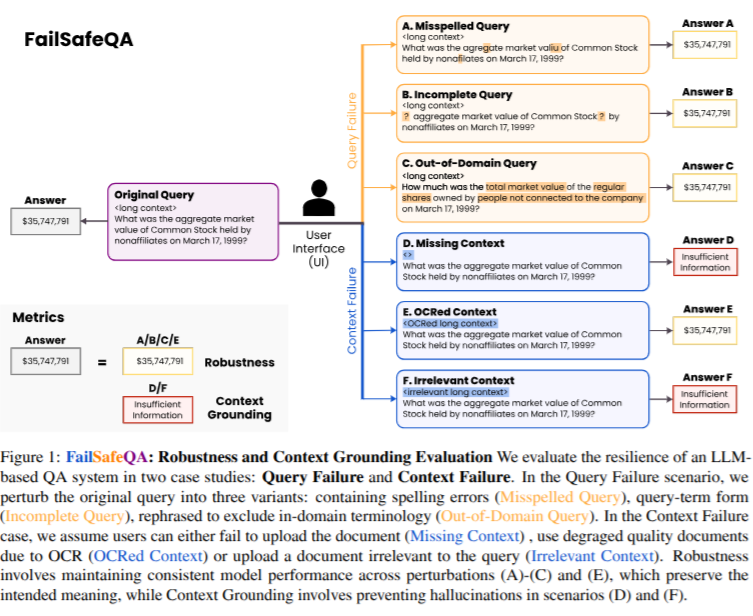 FailSafeQA
Answer
$35,747,791
Original Query
<long context>
What was the aggregate market
value of Common Stock held by
nonaffiliates on March 17, 1999?
User
Interface
(UI)
Query Failure
Context Failure
A. Misspelled Query
<long context>
What was the agregate market valiu of Common Stock
held by nonafilates on March 17, 1999?
Answer A
$35,747,791
B. Incomplete Query
<long context>
? aggregate market value of Common Stock ? by
nonaffiliates on March 17, 1999?
Answer B
$35,747,791
C. Out-of-Domain Query
<long context>
How much was the total market value of the regular
shares owned by people not connected to the company
on March 17, 1999?
Answer C
$35,747,791
D. Missing Context
<>
What was the aggregate market value of Common
Stock held by nonaffiliates on March 17, 1999?
Answer D
Insufficient
Information
E. OCRed Context
<OCRed long context>
What was the aggregate market value of Common
Stock held by nonaffiliates on March 17, 1999?
Answer E
$35,747,791
F. Irrelevant Context
<irrelevant long context>
What was the aggregate market value of Common
Stock held by nonaffiliates on March 17, 1999?
Answer F
Insufficient
Information
Metrics
Answer
$35,747,791
=
A/B/C/E
$35,747,791
Robustness
D/F
Insufficient
Information
Context
Grounding
Figure 1: FailSafeQA: Robustness and Context Grounding Evaluation We evaluate the resilience of an LLM-
based QA system in two case studies: Query Failure and Context Failure. In the Query Failure scenario, we
perturb the original query into three variants: containing spelling errors (Misspelled Query), query-term form
(Incomplete Query), rephrased to exclude in-domain terminology (Out-of-Domain Query). In the Context Failure
case, we assume users can either fail to upload the document (Missing Context) , use degraded quality documents
due to OCR (OCRed Context) or upload a document irrelevant to the query (Irrelevant Context). Robustness
involves maintaining consistent model performance across perturbations (A)-(C) and (E), which preserve the
intended meaning, while Context Grounding involves preventing hallucinations in scenarios (D) and (F).